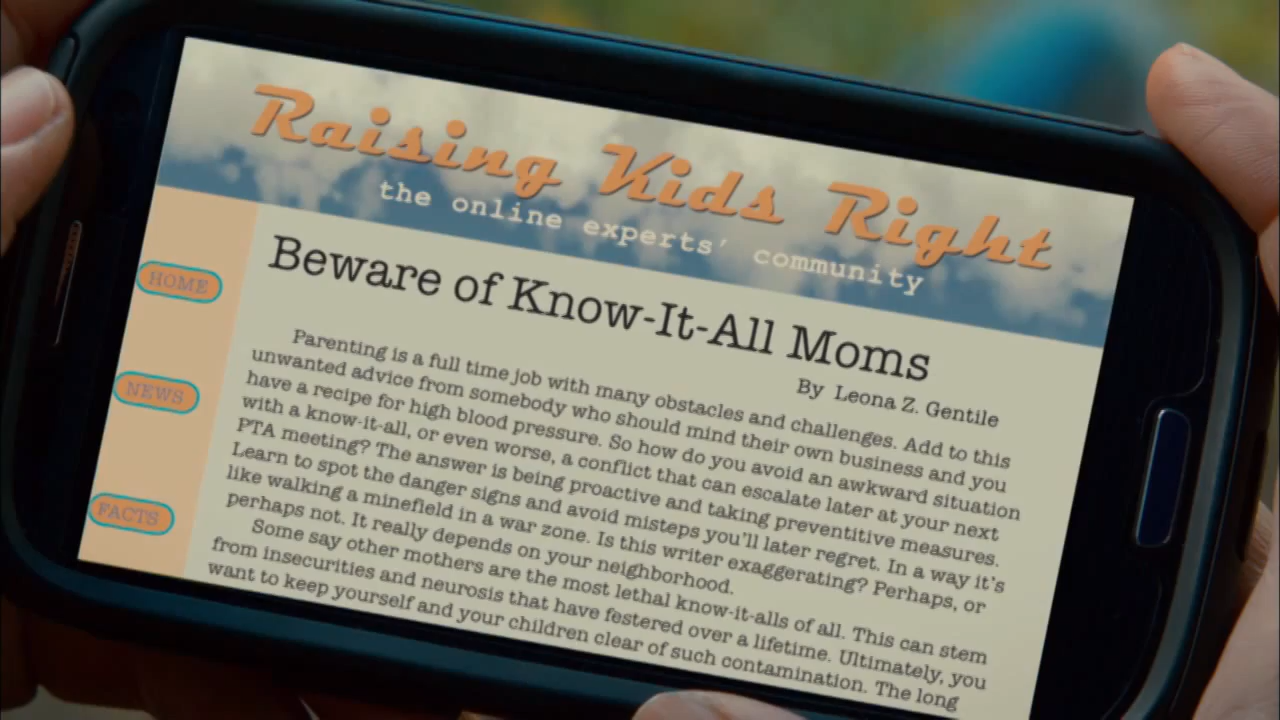 Raising Kids Right
the online experts' community
Beware of Know-It-All Moms
By Leona Z. Gentile
HOME
NEWS
FACTS
Parenting is a full time job with many obstacles and challenges. Add to this
unwanted advice from somebody who should mind their own business and you
have a recipe for high blood pressure. So how do you avoid an awkward situation
with a know-it-all, or even worse, a conflict that can escalate later at your next
PTA meeting? The answer is being proactive and taking preventitive measures.
Learn to spot the danger signs and avoid misteps you'll later regret. In a way it's
like walking a minefield in a war zone. Is this writer exaggerating? Perhaps, or
perhaps not. It really depends on your neighborhood.
Some say other mothers are the most lethal know-it-alls of all. This can stem
from insecurities and neurosis that have festered over a lifetime. Ultimately, you
want to keep yourself and your children clear of such contamination. The long